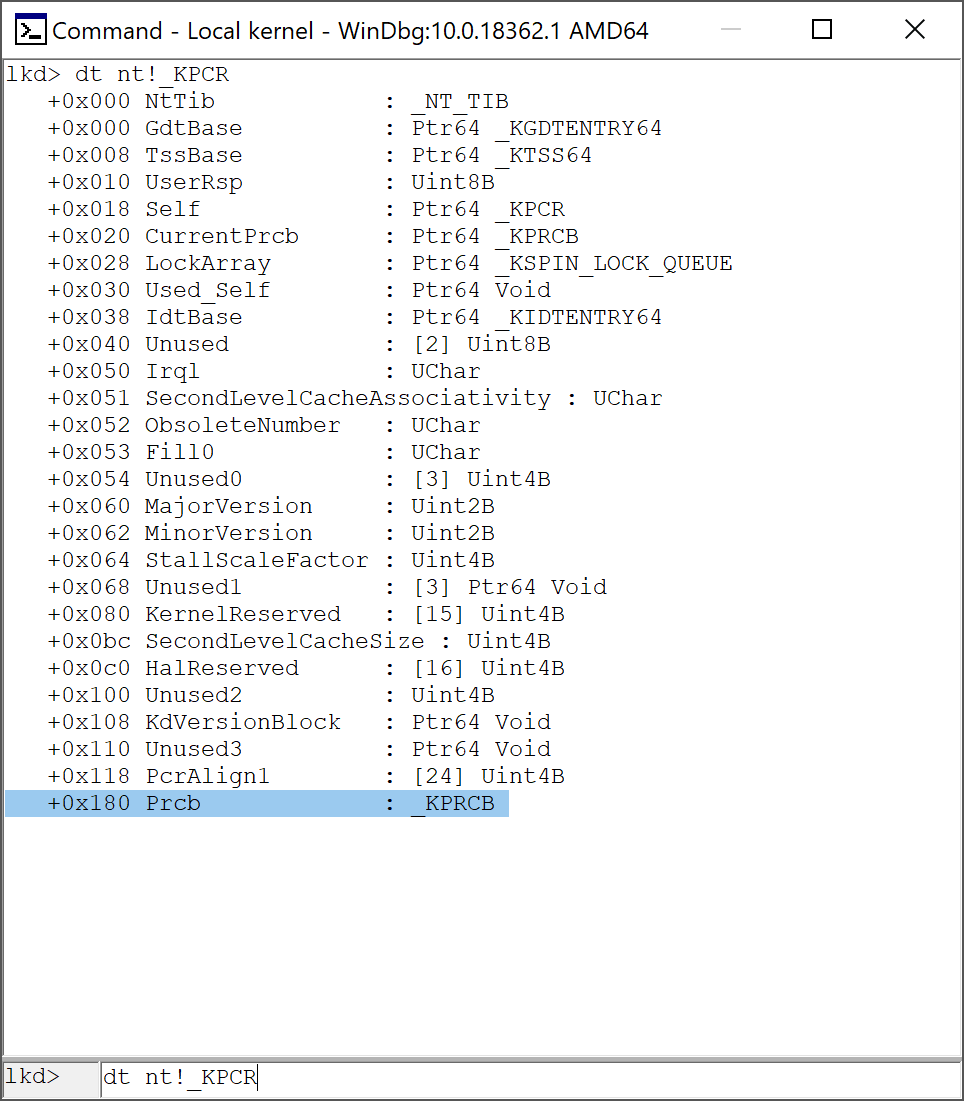 Command - Local kernel - WinDbg:10.0.18362.1 AMD64
lkd> dt nt!_KPCR
   +0x000 NtTib            : _NT_TIB
   +0x000 GdtBase          : Ptr64 _KGDTENTRY64
   +0x008 TssBase          : Ptr64 _KTSS64
   +0x010 UserRsp          : Uint8B
   +0x018 Self             : Ptr64 _KPCR
   +0x020 CurrentPrcb      : Ptr64 _KPRCB
   +0x028 LockArray        : Ptr64 _KSPIN_LOCK_QUEUE
   +0x030 Used_Self        : Ptr64 Void
   +0x038 IdtBase          : Ptr64 _KIDTENTRY64
   +0x040 Unused           : [2] Uint8B
   +0x050 Irql             : UChar
   +0x051 SecondLevelCacheAssociativity : UChar
   +0x052 ObsoleteNumber   : UChar
   +0x053 Fill0            : UChar
   +0x054 Unused0          : [3] Uint4B
   +0x060 MajorVersion     : Uint2B
   +0x062 MinorVersion     : Uint2B
   +0x064 StallScaleFactor : Uint4B
   +0x068 Unused1          : [3] Ptr64 Void
   +0x080 KernelReserved   : [15] Uint4B
   +0x0bc SecondLevelCacheSize : Uint4B
   +0x0c0 HalReserved      : [16] Uint4B
   +0x100 Unused2          : Uint4B
   +0x108 KdVersionBlock   : Ptr64 Void
   +0x110 Unused3          : Ptr64 Void
   +0x118 PcrAlign1        : [24] Uint4B
   +0x180 Prcb             : _KPRCB
lkd> dt nt!_KPCR